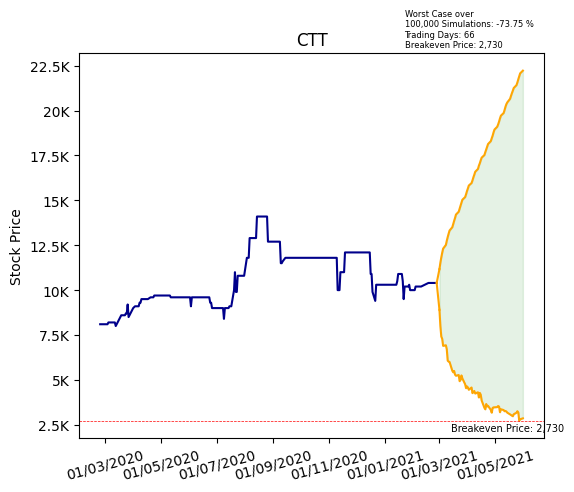 Worst Case over
100,000 Simulations: -73.75 %
Trading Days: 66
Breakeven Price: 2,730
CTT
22.5K
20K
17.5K
15K
12.5K
10K
7.5K
5K
2.5K
Stock Price
Breakeven Price: 2,730
01/03/2020
01/05/2020
01/07/2020
01/09/2020
01/11/2020
01/01/2021
01/03/2021
01/05/2021